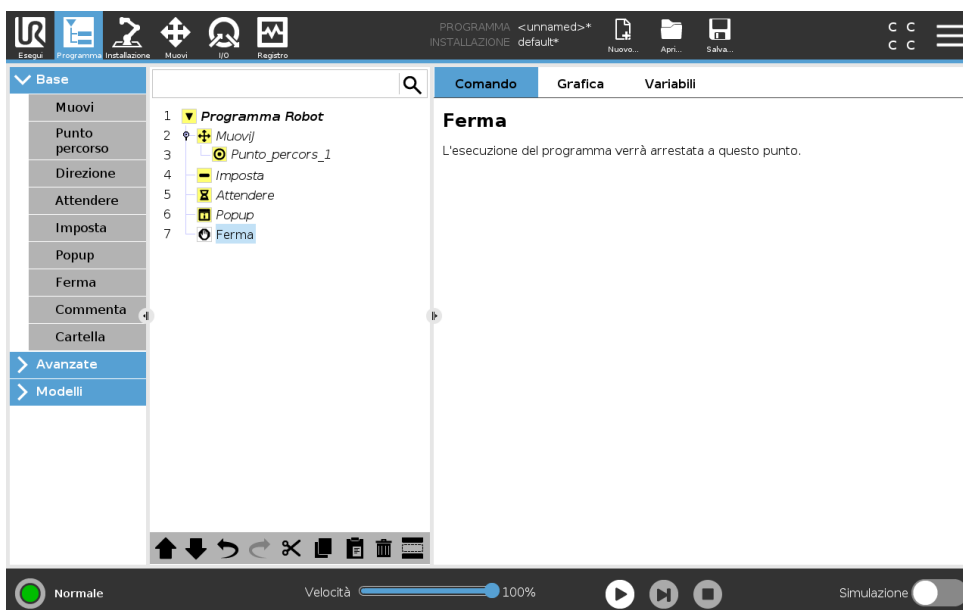 UR
PROGRAMMA <unnamed>*
INSTALLAZIONE default*
Esegui Programma Installazione Muovi I/O Registro
Nuovo... Apri... Salva...
C C
C C
Base
Muovi
Punto
percorso
Direzione
Attendere
Imposta
Popup
Ferma
Commenta
Cartella
Avanzate
Modelli
1 Programma Robot
2 MuoviJ
3 Punto_percors_1
4 Imposta
5 Attendere
6 Popup
7 Ferma
Comando Grafica Variabili
Ferma
L'esecuzione del programma verrà arrestata a questo punto.
Normale
Velocità 100%
Simulazione